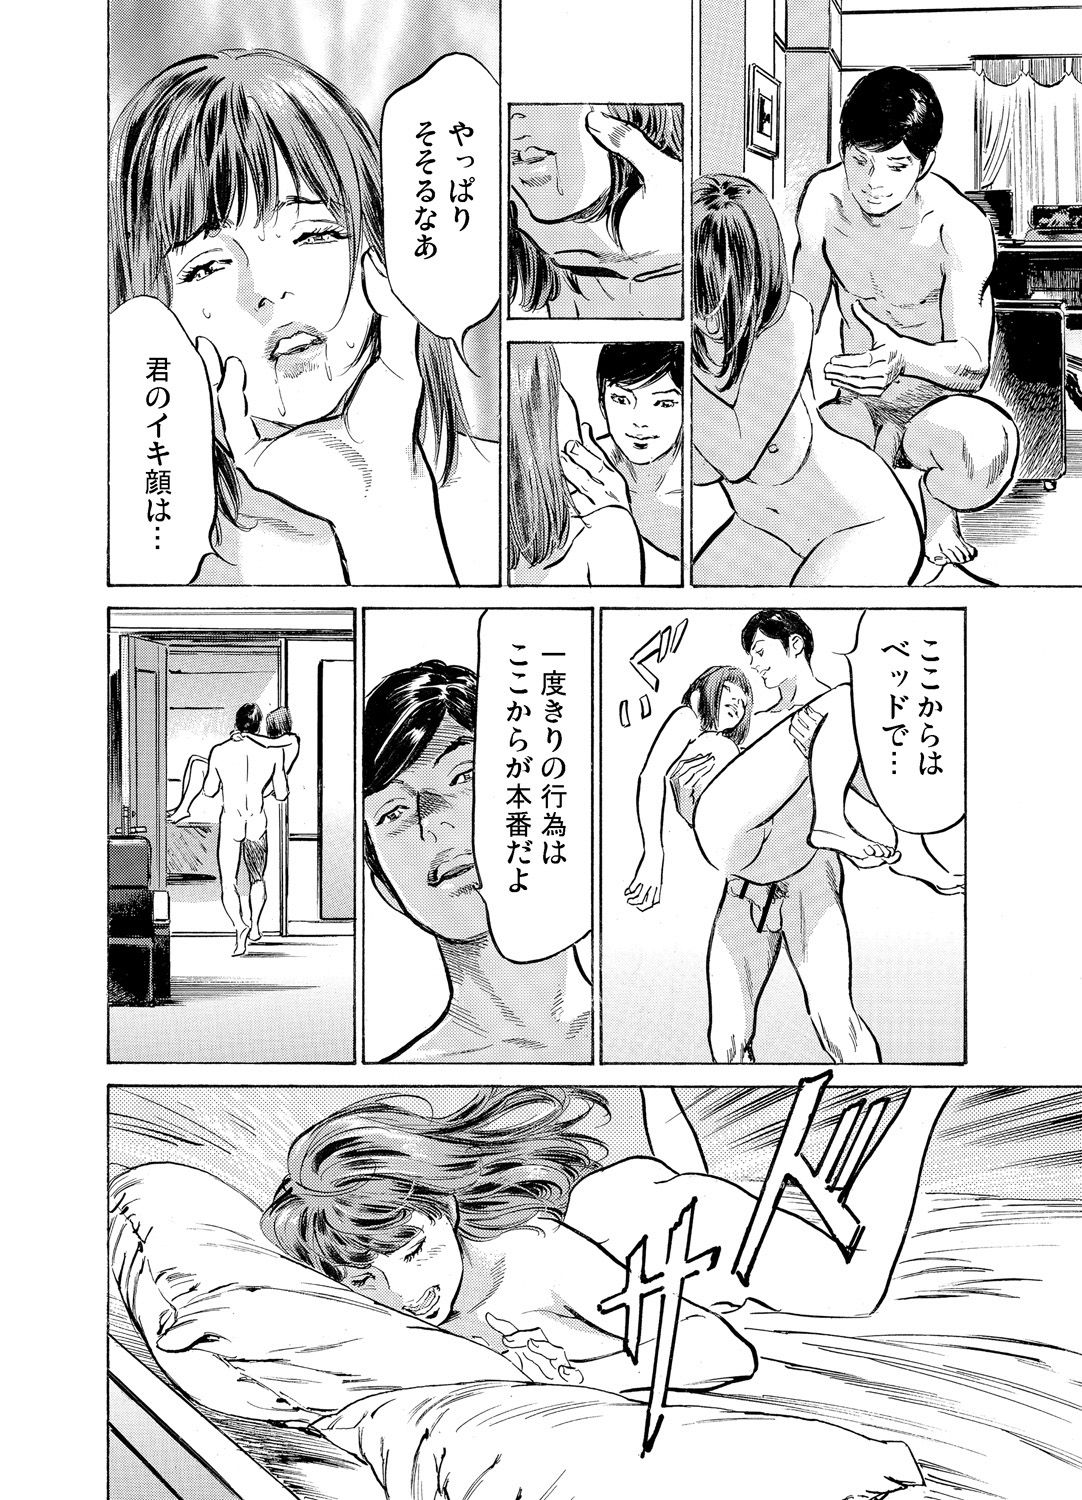 やっぱり
そそるなあ
君のイキ顔は…
ここからは
ベッドで…
一度きりの行為は
ここからが本番だよ
ドサ